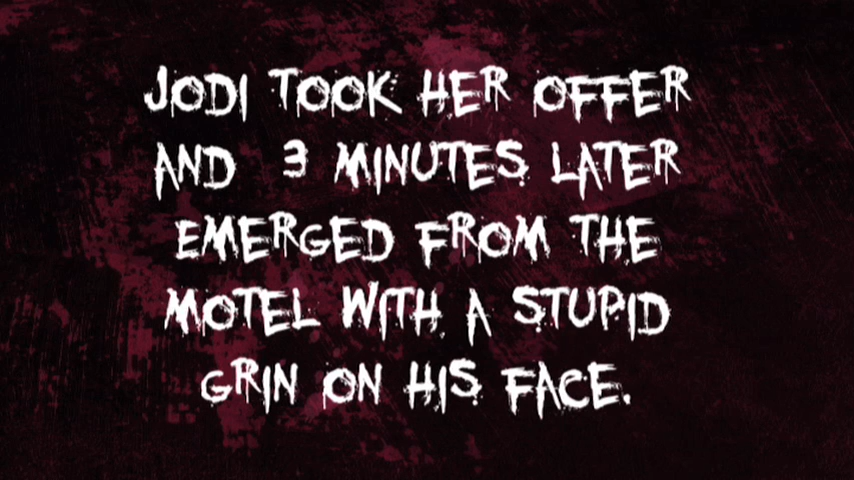 JODI TOOK HER OFFER
AND 3 MINUTES LATER
EMERGED FROM THE
MOTEL WITH A STUPID
GRIN ON HIS FACE.